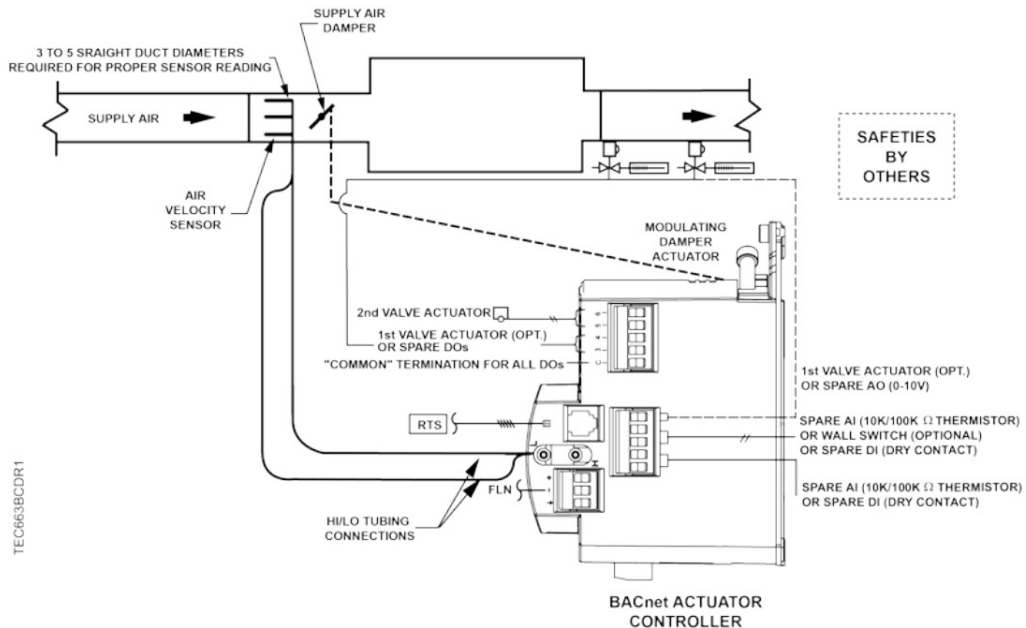 SUPPLY AIR
DAMPER
3 TO 5 SRAIGHT DUCT DIAMETERS
REQUIRED FOR PROPER SENSOR READING
SUPPLY AIR
SAFETIES
BY
OTHERS
AIR
VELOCITY
SENSOR
MODULATING
DAMPER
ACTUATOR
2nd VALVE ACTUATOR
1st VALVE ACTUATOR (OPT.)
OR SPARE DOs
"COMMON" TERMINATION FOR ALL DOs
6
5
4
3
C
1st VALVE ACTUATOR (OPT.)
OR SPARE AO (0-10V)
RTS
SPARE AI (10K/100K Ω THERMISTOR)
OR WALL SWITCH (OPTIONAL)
OR SPARE DI (DRY CONTACT)
L
H
FLN
+
-
SPARE AI (10K/100K Ω THERMISTOR)
OR SPARE DI (DRY CONTACT)
HI/LO TUBING
CONNECTIONS
TEC663BCDR1
BACnet ACTUATOR
CONTROLLER